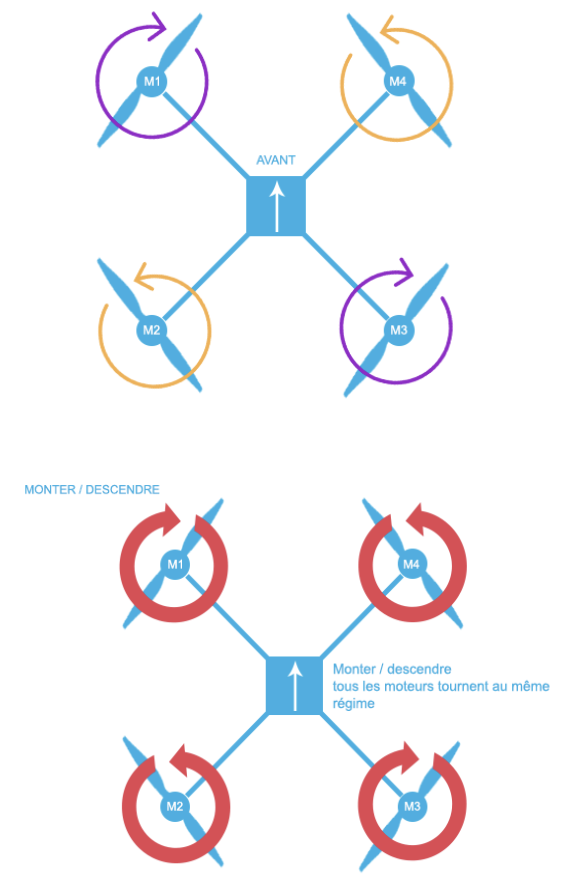 M1
M4
AVANT
M2
M3
MONTER / DESCENDRE
M1
M4
Monter / descendre
tous les moteurs tournent au même
régime
M2
M3